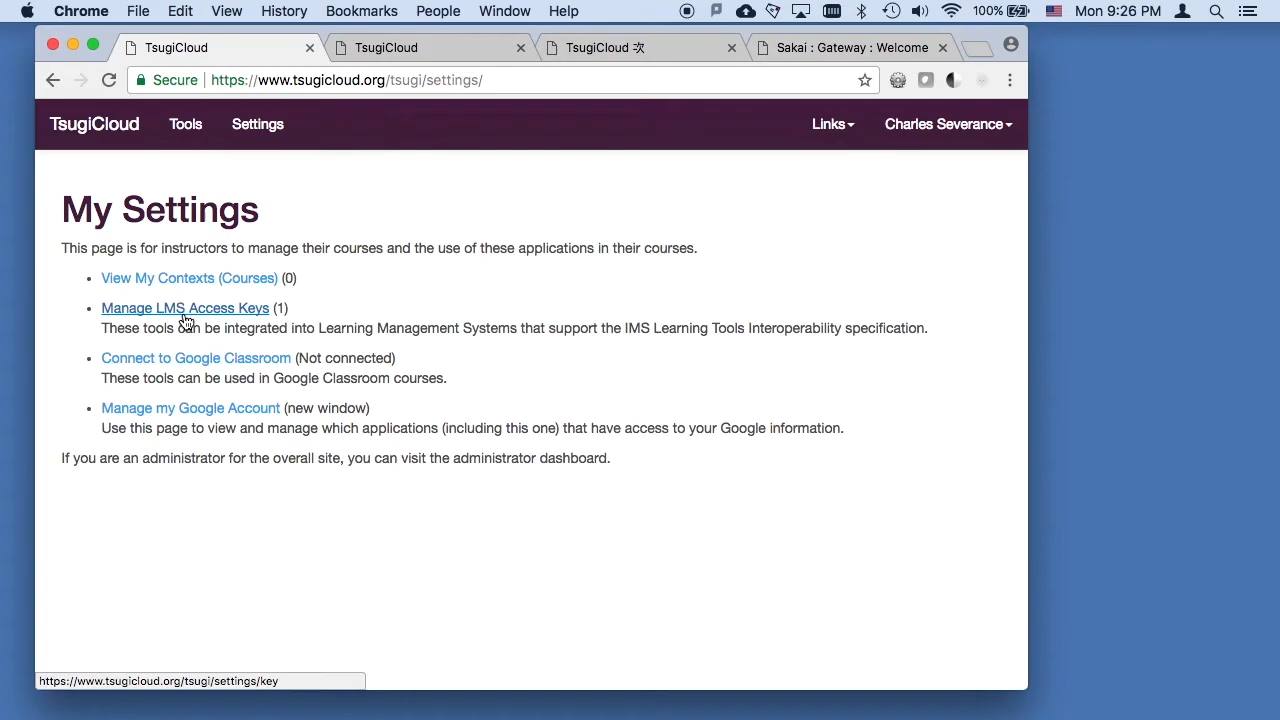 Chrome File Edit View History Bookmarks People Window Help 100% Mon 9:26 PM
TsugiCloud TsugiCloud TsugiCloud 次 Sakai : Gateway : Welcome
Secure https://www.tsugicloud.org/tsugi/settings/
TsugiCloud Tools Settings Links Charles Severance
My Settings
This page is for instructors to manage their courses and the use of these applications in their courses.
View My Contexts (Courses) (0)
Manage LMS Access Keys (1)
These tools can be integrated into Learning Management Systems that support the IMS Learning Tools Interoperability specification.
Connect to Google Classroom (Not connected)
These tools can be used in Google Classroom courses.
Manage my Google Account (new window)
Use this page to view and manage which applications (including this one) that have access to your Google information.
If you are an administrator for the overall site, you can visit the administrator dashboard.
https://www.tsugicloud.org/tsugi/settings/key